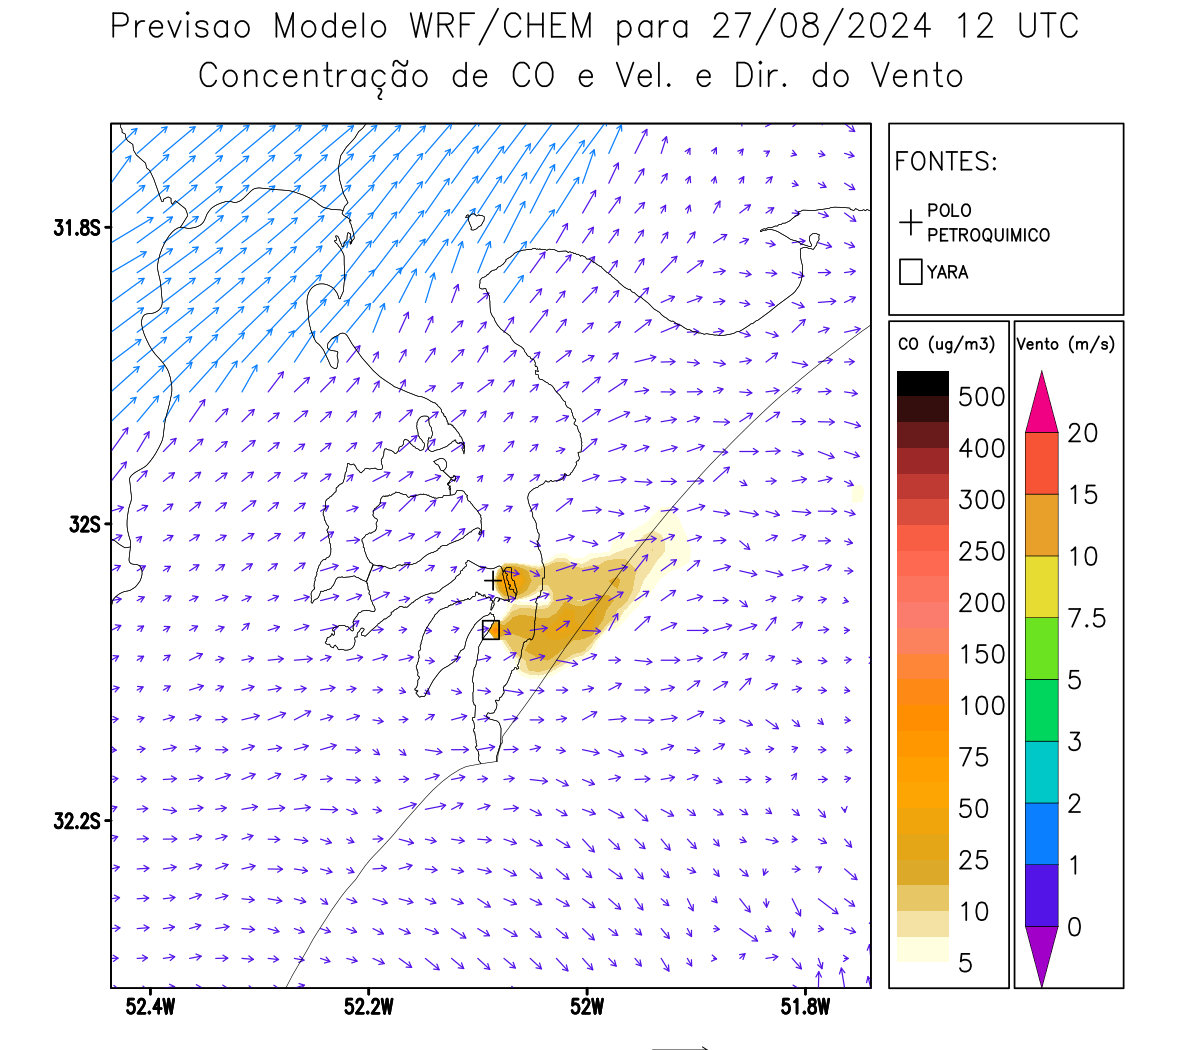 Previsao Modelo WRF/CHEM para 27/08/2024 12 UTC
Concentração de CO e Vel. e Dir. do Vento
FONTES:
POLO
PETROQUIMICO
YARA
CO (ug/m3)
500
400
300
250
200
150
100
75
50
25
10
5
Vento (m/s)
20
15
10
7.5
5
3
2
1
0
31.8S
32S
32.2S
52.4W
52.2W
52W
51.8W